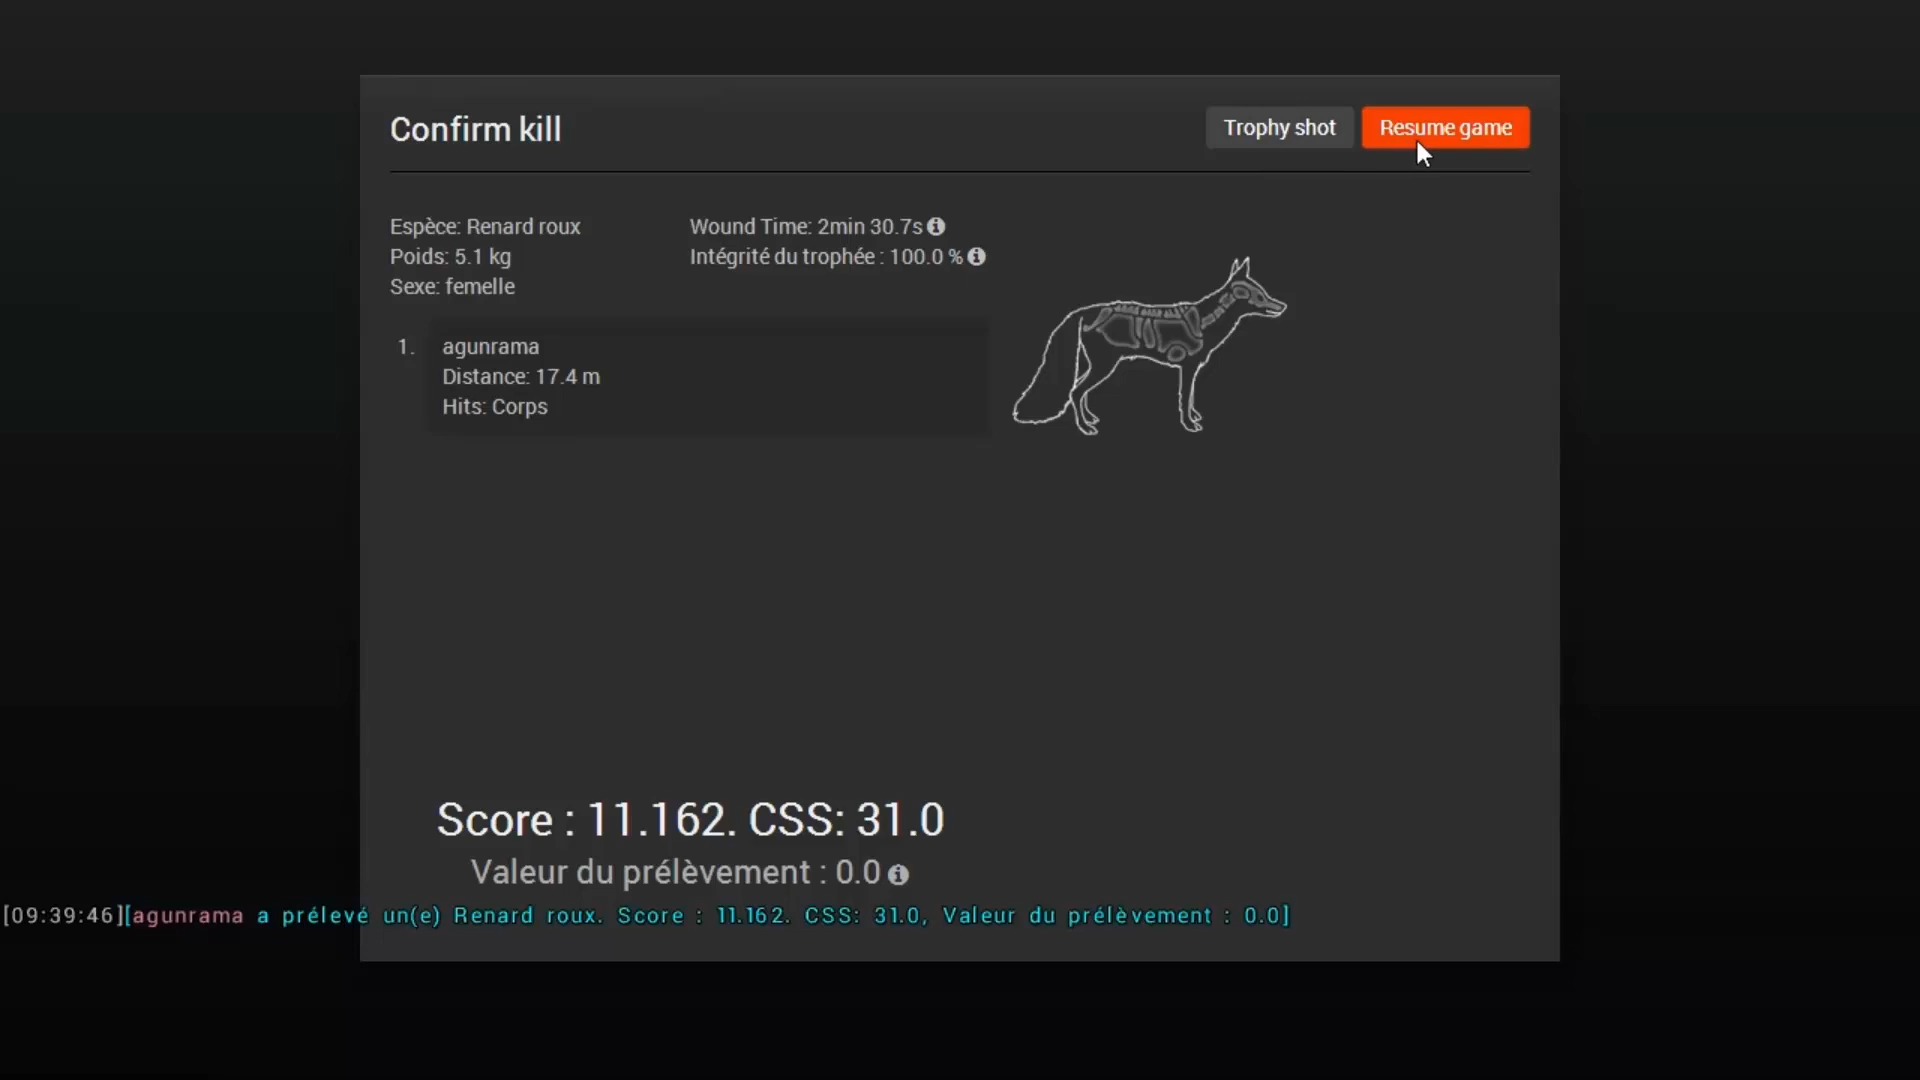 Confirm kill
Trophy shot
Resume game
Espèce: Renard roux
Poids: 5.1 kg
Sexe: femelle
Wound Time: 2min 30.7s
Intégrité du trophée : 100.0 %
1.
agunrama
Distance: 17.4 m
Hits: Corps
Score : 11.162. CSS: 31.0
Valeur du prélèvement : 0.0
[09:39:46][agunrama a prélevé un(e) Renard roux. Score : 11.162. CSS: 31.0, Valeur du prélèvement : 0.0]